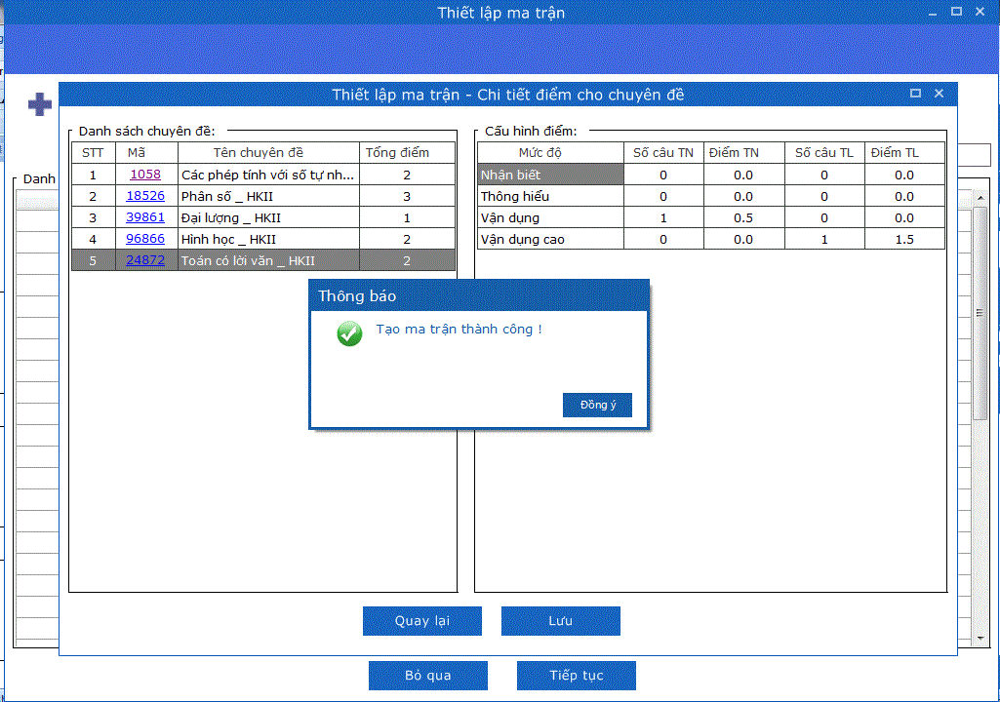 Thiết lập ma trận
Thiết lập ma trận - Chi tiết điểm cho chuyên đề
Danh
Danh sách chuyên đề:
STT Mã Tên chuyên đề Tổng điểm
1 1058 Các phép tính với số tự nh... 2
2 18526 Phân số _ HKII 3
3 39861 Đại lượng _ HKII 1
4 96866 Hình học _ HKII 2
5 24872 Toán có lời văn _ HKII 2
Cấu hình điểm:
Mức độ Số câu TN Điểm TN Số câu TL Điểm TL
Nhận biết 0 0.0 0 0.0
Thông hiểu 0 0.0 0 0.0
Vận dụng 1 0.5 0 0.0
Vận dụng cao 0 0.0 1 1.5
Thông báo
Tạo ma trận thành công !
Đồng ý
Quay lại Lưu
Bỏ qua Tiếp tục